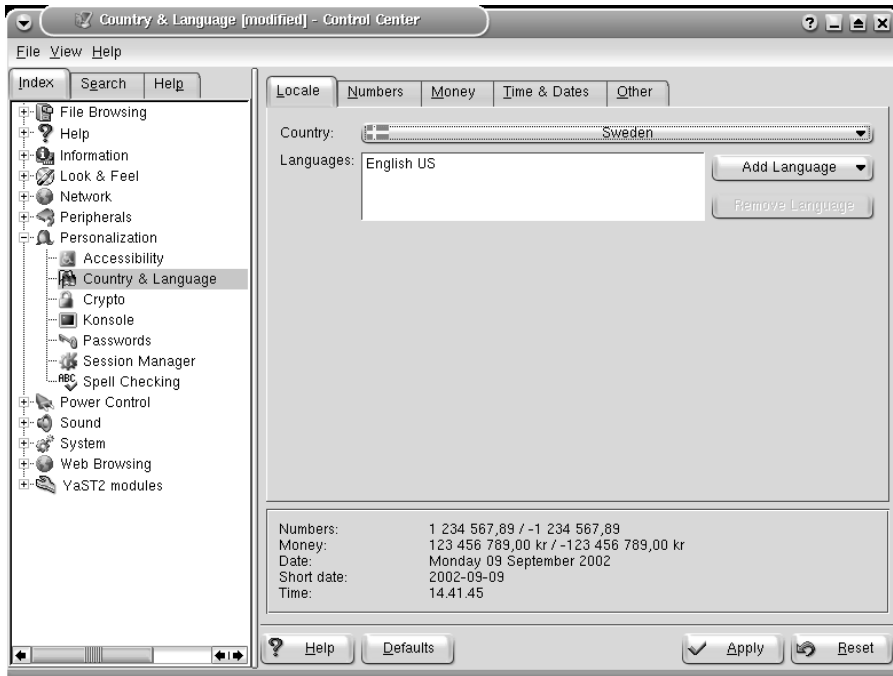 Country & Language [modified] - Control Center
File View Help
Index Search Help
File Browsing
Help
Information
Look & Feel
Network
Peripherals
Personalization
Accessibility
Country & Language
Crypto
Konsole
Passwords
Session Manager
ABC Spell Checking
Power Control
Sound
System
Web Browsing
YaST2 modules
Locale Numbers Money Time & Dates Other
Country: Sweden
Languages: English US
Add Language
Remove Language
Numbers: 1 234 567,89 / -1 234 567,89
Money: 123 456 789,00 kr / -123 456 789,00 kr
Date: Monday 09 September 2002
Short date: 2002-09-09
Time: 14.41.45
Help Defaults Apply Reset